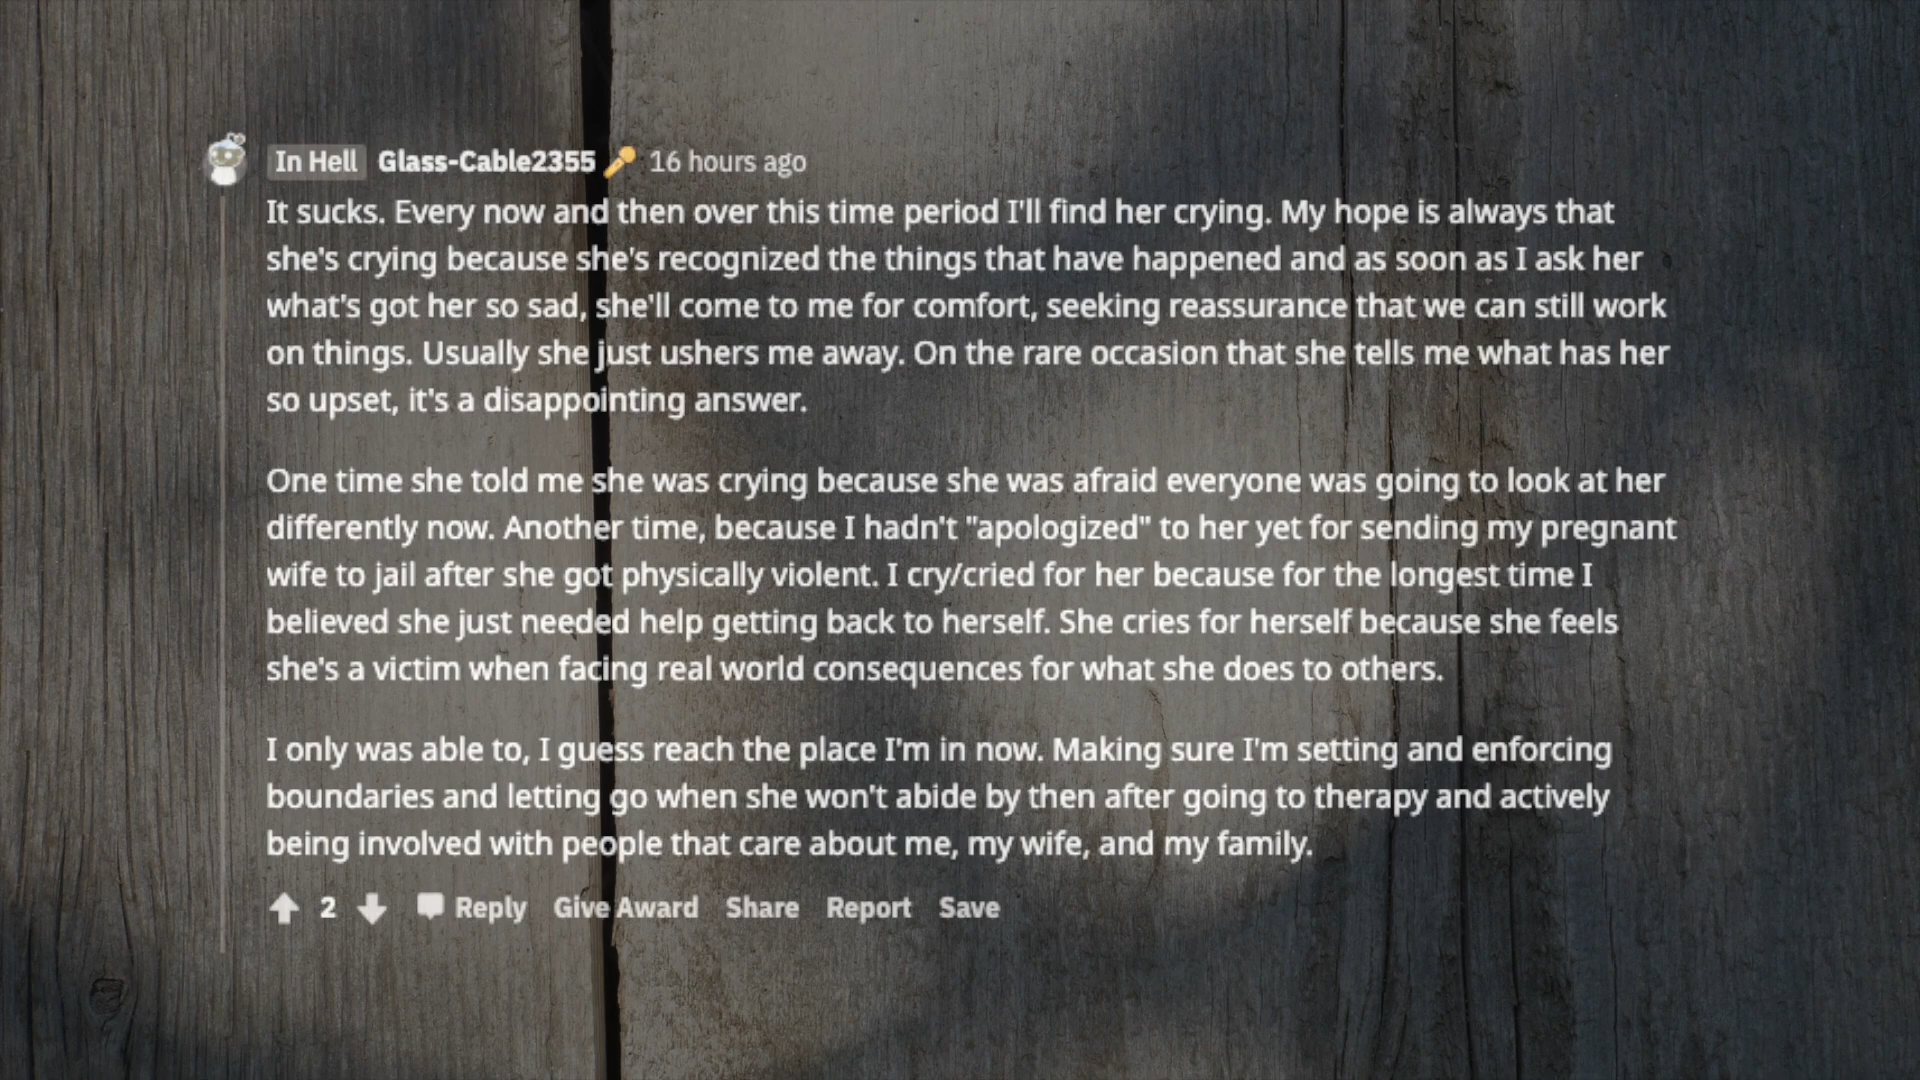 In Hell Glass-Cable2355 16 hours ago
It sucks. Every now and then over this time period I'll find her crying. My hope is always that
she's crying because she's recognized the things that have happened and as soon as I ask her
what's got her so sad, she'll come to me for comfort, seeking reassurance that we can still work
on things. Usually she just ushers me away. On the rare occasion that she tells me what has her
so upset, it's a disappointing answer.
One time she told me she was crying because she was afraid everyone was going to look at her
differently now. Another time, because I hadn't "apologized" to her yet for sending my pregnant
wife to jail after she got physically violent. I cry/cried for her because for the longest time I
believed she just needed help getting back to herself. She cries for herself because she feels
she's a victim when facing real world consequences for what she does to others.
I only was able to, I guess reach the place I'm in now. Making sure I'm setting and enforcing
boundaries and letting go when she won't abide by then after going to therapy and actively
being involved with people that care about me, my wife, and my family.
2 Reply Give Award Share Report Save